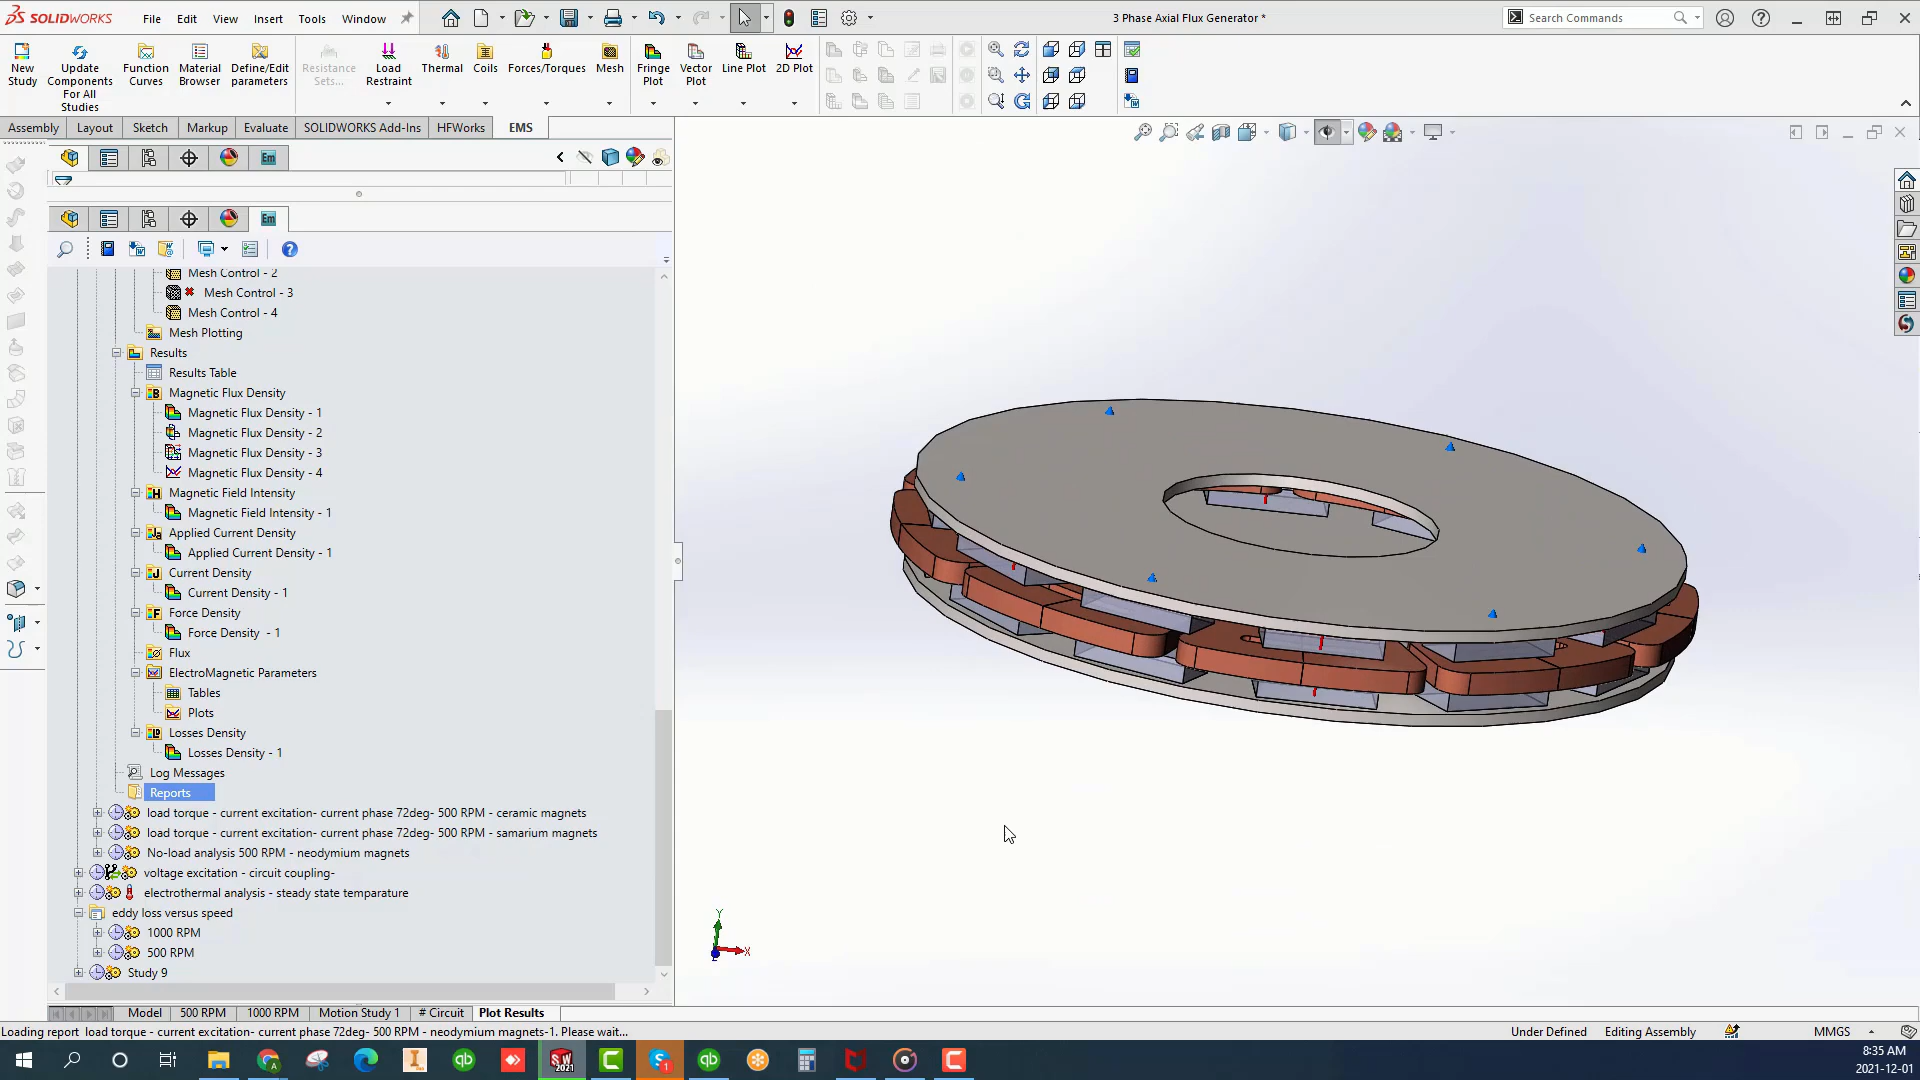 SOLIDWORKS File Edit View Insert Tools Window 3 Phase Axial Flux Generator * Search Commands
New Study
Update Components For All Studies
Function Curves
Material Browser
Define/Edit parameters
Resistance Sets...
Load Restraint
Thermal
Coils
Forces/Torques
Mesh
Fringe Plot
Vector Plot
Line Plot
2D Plot
Assembly Layout Sketch Markup Evaluate SOLIDWORKS Add-Ins HFWorks EMS
Em
Em
Mesh Control - 2
Mesh Control - 3
Mesh Control - 4
Mesh Plotting
Results
Results Table
Magnetic Flux Density
Magnetic Flux Density - 1
Magnetic Flux Density - 2
Magnetic Flux Density - 3
Magnetic Flux Density - 4
Magnetic Field Intensity
Magnetic Field Intensity - 1
Applied Current Density
Applied Current Density - 1
Current Density
Current Density - 1
Force Density
Force Density - 1
Flux
ElectroMagnetic Parameters
Tables
Plots
Losses Density
Losses Density - 1
Log Messages
Reports
load torque - current excitation- current phase 72deg- 500 RPM - ceramic magnets
load torque - current excitation- current phase 72deg- 500 RPM - samarium magnets
No-load analysis 500 RPM - neodymium magnets
voltage excitation - circuit coupling-
electrothermal analysis - steady state temparature
eddy loss versus speed
1000 RPM
500 RPM
Study 9
Y
X
Z
Model 500 RPM 1000 RPM Motion Study 1 # Circuit Plot Results
Loading report load torque - current excitation- current phase 72deg- 500 RPM - neodymium magnets-1. Please wait... Under Defined Editing Assembly MMGS
8:35 AM
2021-12-01